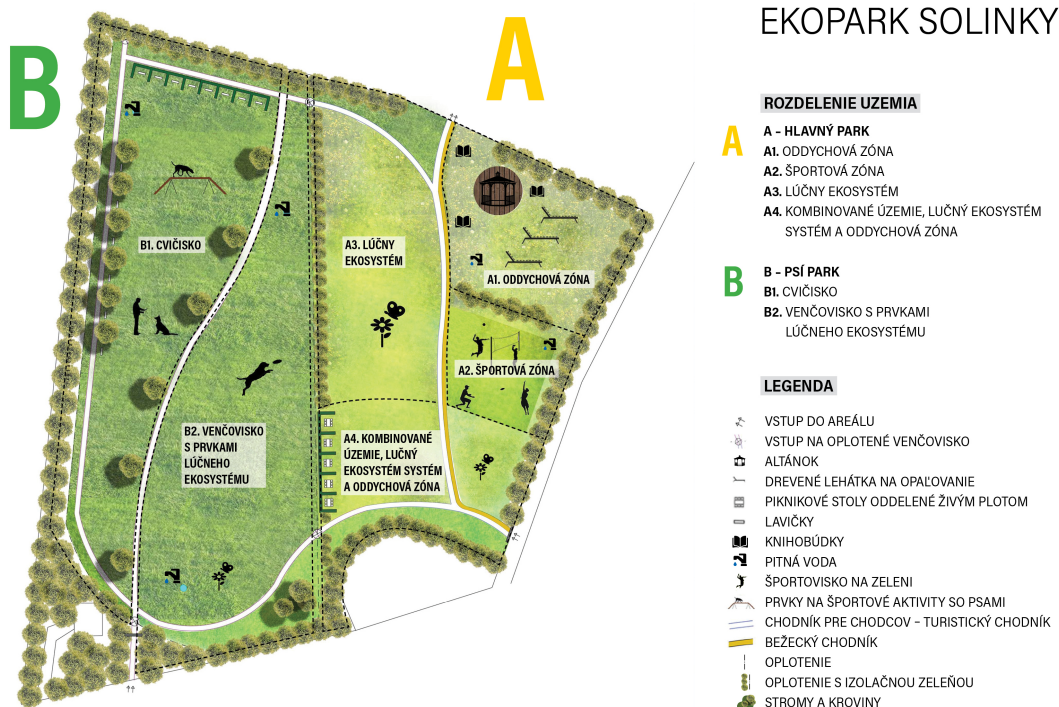 EKOPARK SOLINKY
B
A
B1. CVIČISKO
A3. LÚČNY
EKOSYSTÉM
A1. ODDYCHOVÁ ZÓNA
A2. ŠPORTOVÁ ZÓNA
B2. VENČOVISKO
S PRVKAMI
LÚČNEHO
EKOSYSTÉMU
A4. KOMBINOVANÉ
ÚZEMIE, LUČNÝ
EKOSYSTÉM SYSTÉM
A ODDYCHOVÁ ZÓNA
ROZDELENIE UZEMIA
A
A – HLAVNÝ PARK
A1. ODDYCHOVÁ ZÓNA
A2. ŠPORTOVÁ ZÓNA
A3. LÚČNY EKOSYSTÉM
A4. KOMBINOVANÉ ÚZEMIE, LUČNÝ EKOSYSTÉM
SYSTÉM A ODDYCHOVÁ ZÓNA
B
B – PSÍ PARK
B1. CVIČISKO
B2. VENČOVISKO S PRVKAMI
LÚČNEHO EKOSYSTÉMU
LEGENDA
VSTUP DO AREÁLU
VSTUP NA OPLOTENÉ VENČOVISKO
ALTÁNOK
DREVENÉ LEHÁTKA NA OPAĽOVANIE
PIKNIKOVÉ STOLY ODDELENÉ ŽIVÝM PLOTOM
LAVIČKY
KNIHOBÚDKY
PITNÁ VODA
ŠPORTOVISKO NA ZELENI
PRVKY NA ŠPORTOVÉ AKTIVITY SO PSAMI
CHODNÍK PRE CHODCOV – TURISTICKÝ CHODNÍK
BEŽECKÝ CHODNÍK
OPLOTENIE
OPLOTENIE S IZOLAČNOU ZELEŇOU
STROMY A KROVINY